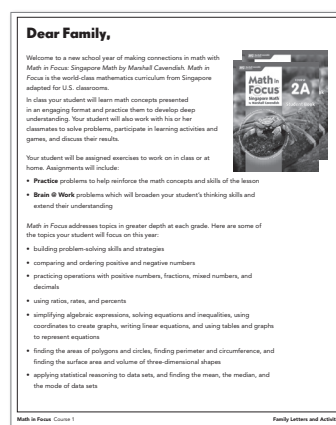 Dear Family,
Welcome to a new school year of making connections in math with
Math in Focus: Singapore Math by Marshall Cavendish. Math in
Focus is the world-class mathematics curriculum from Singapore
adapted for U.S. classrooms.
In class your student will learn math concepts presented
in an engaging format and practice them to develop deep
understanding. Your student will also work with his or her
classmates to solve problems, participate in learning activities and
games, and discuss their results.
Math in
Focus
Singapore Math
2A
Your student will be assigned exercises to work on in class or at
home. Assignments will include:
• Practice problems to help reinforce the math concepts and skills of the lesson
• Brain @ Work problems which will broaden your student's thinking skills and
extend their understanding
Math in Focus addresses topics in greater depth at each grade. Here are some of
the topics your student will focus on this year:
• building problem-solving skills and strategies
• comparing and ordering positive and negative numbers
• practicing operations with positive numbers, fractions, mixed numbers, and
decimals
• using ratios, rates, and percents
• simplifying algebraic expressions, solving equations and inequalities, using
coordinates to create graphs, writing linear equations, and using tables and graphs
to represent equations
• finding the areas of polygons and circles, finding perimeter and circumference, and
finding the surface area and volume of three-dimensional shapes
• applying statistical reasoning to data sets, and finding the mean, the median, and
the mode of data sets
Math in Focus Course 1
Family Letters and Activit